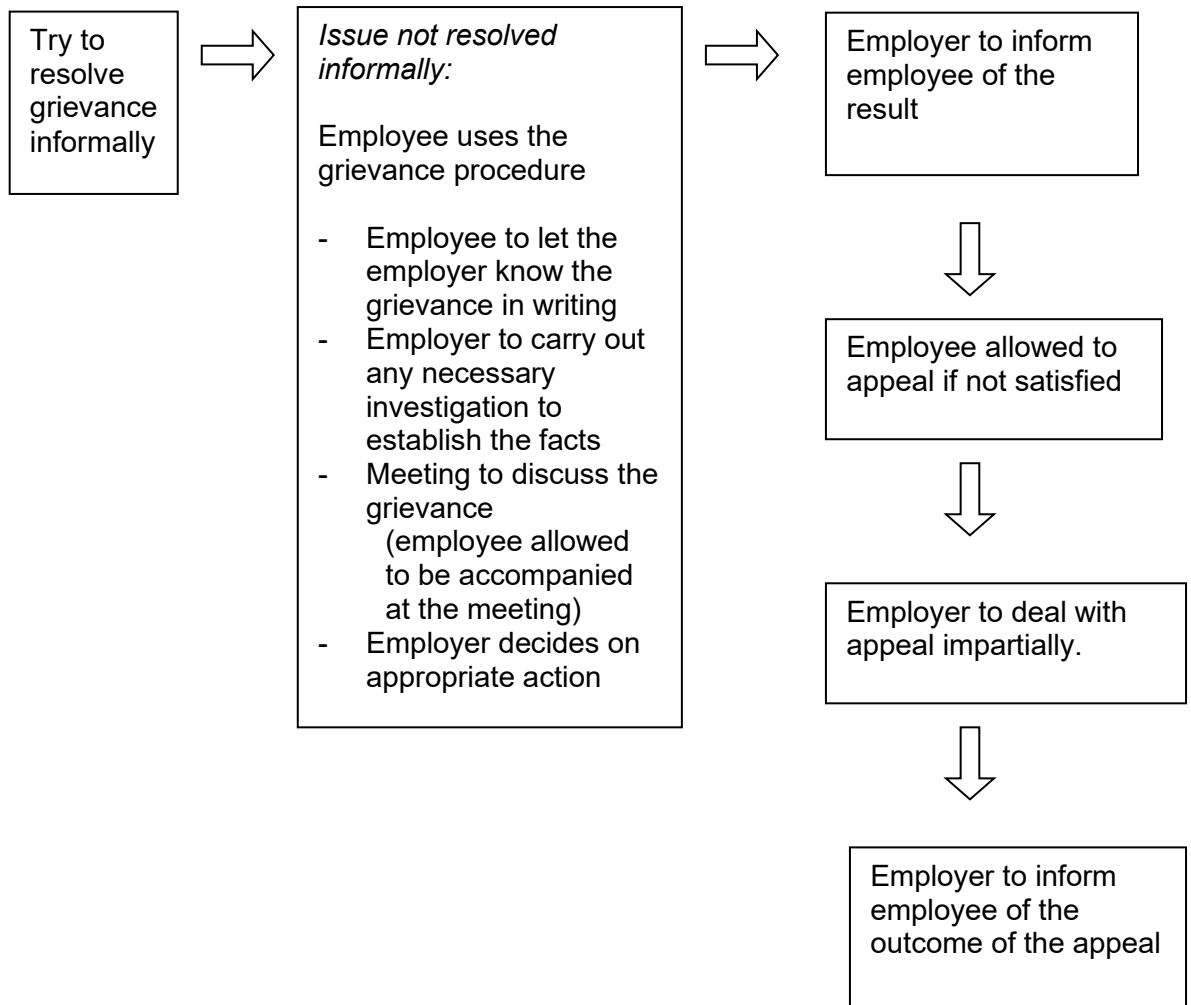 Try to
resolve
grievance
informally
Issue not resolved
informally:
Employee uses the
grievance procedure
- Employee to let the
employer know the
grievance in writing
- Employer to carry out
any necessary
investigation to
establish the facts
- Meeting to discuss the
grievance
(employee allowed
to be accompanied
at the meeting)
- Employer decides on
appropriate action
Employer to inform
employee of the
result
Employee allowed to
appeal if not satisfied
Employer to deal with
appeal impartially.
Employer to inform
employee of the
outcome of the appeal